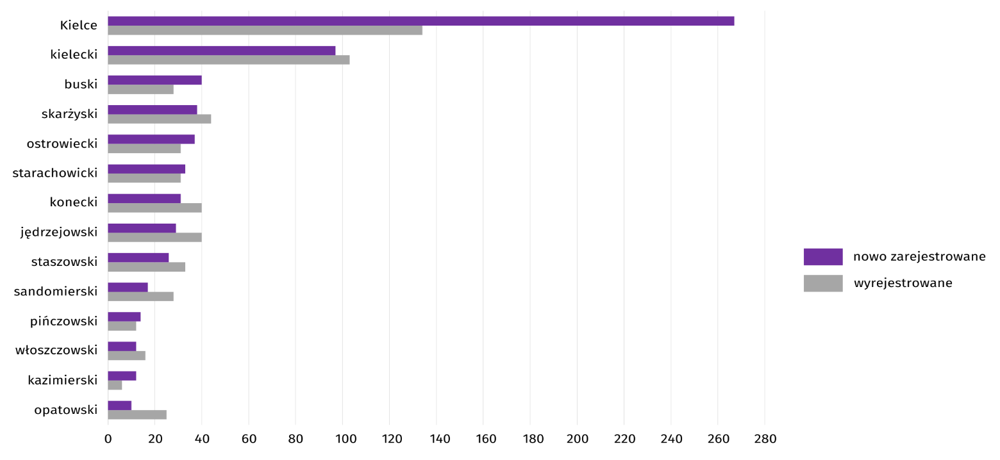 Kielce
kielecki
buski
skarżyski
ostrowiecki
starachowicki
konecki
jędrzejowski
staszowski
sandomierski
pińczowski
włoszczowski
kazimierski
opatowski
0 20 40 60 80 100 120 140 160 180 200 220 240 260 280
nowo zarejestrowane
wyrejestrowane